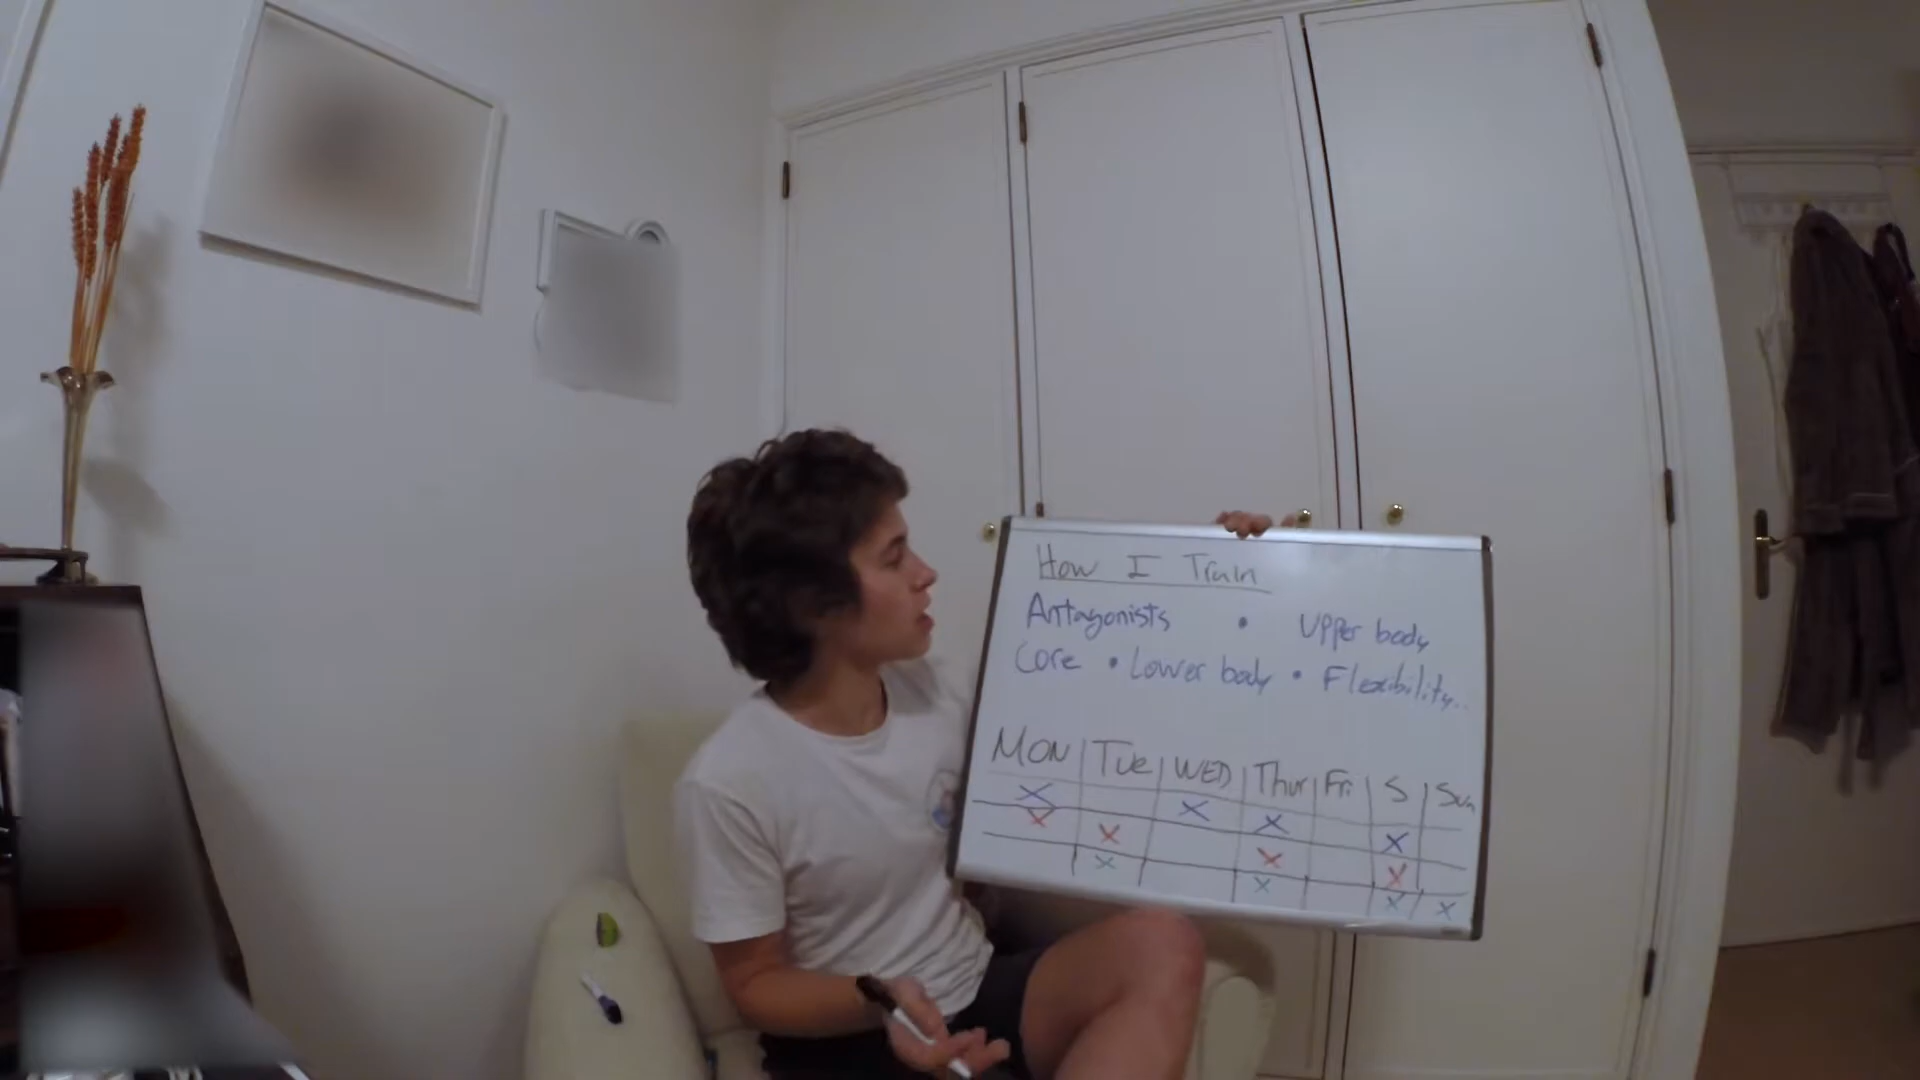 How I Train
Antagonists • Upper body
Core • Lower body • Flexibility..
MON Tue WED Thur Fri S Sun
X X X X
X X X X
X X X X